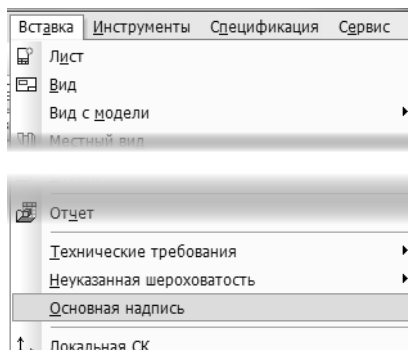 Вставка Инструменты Спецификация Сервис
Лист
Вид
Вид с модели
Местный вид
Отчет
Технические требования
Неуказанная шероховатость
Основная надпись
Локальная СК